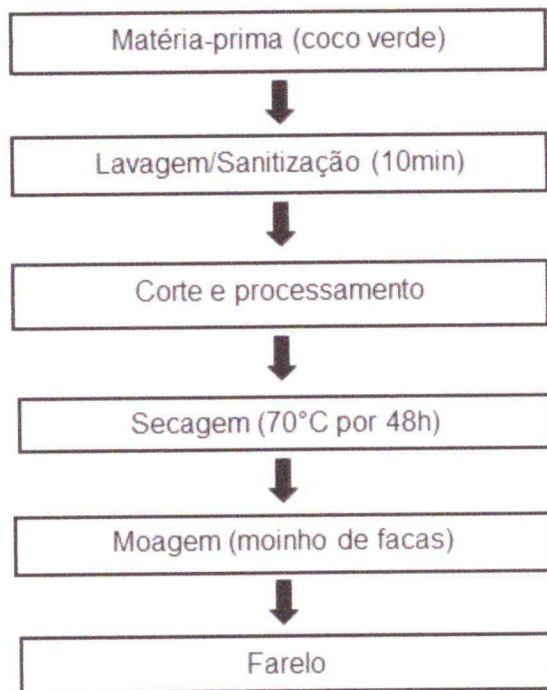 Matéria-prima (coco verde)
Lavagem/Sanitização (10min)
Corte e processamento
Secagem (70°C por 48h)
Moagem (moinho de facas)
Farelo